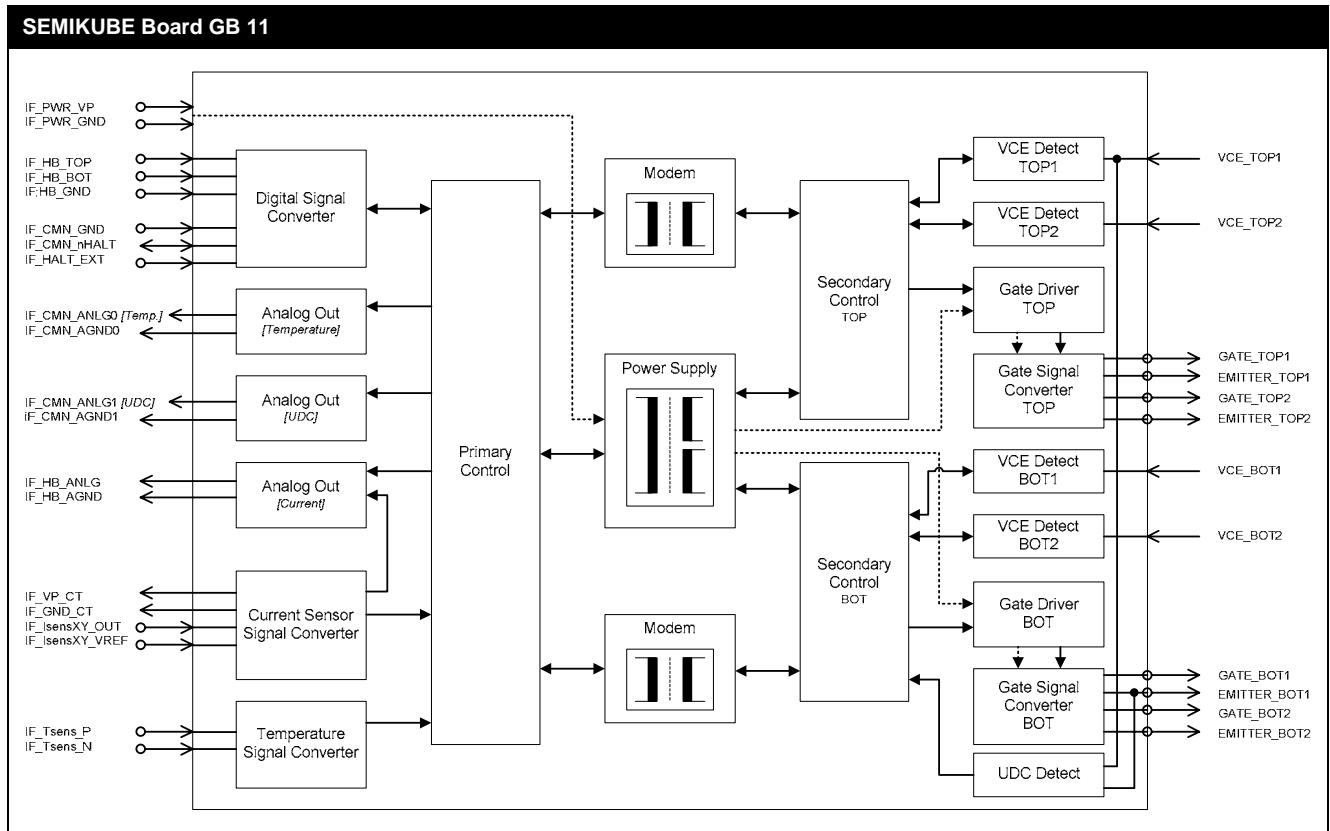 SEMIKUBE Board GB 11
IF_PWR_VP
IF_PWR_GND
IF_HB_TOP
IF_HB_BOT
IF;HB_GND
IF_CMN_GND
IF_CMN_nHALT
IF_HALT_EXT
IF_CMN_ANLG0 [Temp.]
IF_CMN_AGND0
IF_CMN_ANLG1 [UDC]
iF_CMN_AGND1
IF_HB_ANLG
IF_HB_AGND
IF_VP_CT
IF_GND_CT
IF_IsensXY_OUT
IF_IsensXY_VREF
IF_Tsens_P
IF_Tsens_N
Digital Signal
Converter
Analog Out
[Temperature]
Analog Out
[UDC]
Analog Out
[Current]
Current Sensor
Signal Converter
Temperature
Signal Converter
Primary
Control
Modem
Power Supply
Modem
Secondary
Control
TOP
Secondary
Control
BOT
VCE Detect
TOP1
VCE Detect
TOP2
Gate Driver
TOP
Gate Signal
Converter
TOP
VCE Detect
BOT1
VCE Detect
BOT2
Gate Driver
BOT
Gate Signal
Converter
BOT
UDC Detect
VCE_TOP1
VCE_TOP2
GATE_TOP1
EMITTER_TOP1
GATE_TOP2
EMITTER_TOP2
VCE_BOT1
VCE_BOT2
GATE_BOT1
EMITTER_BOT1
GATE_BOT2
EMITTER_BOT2